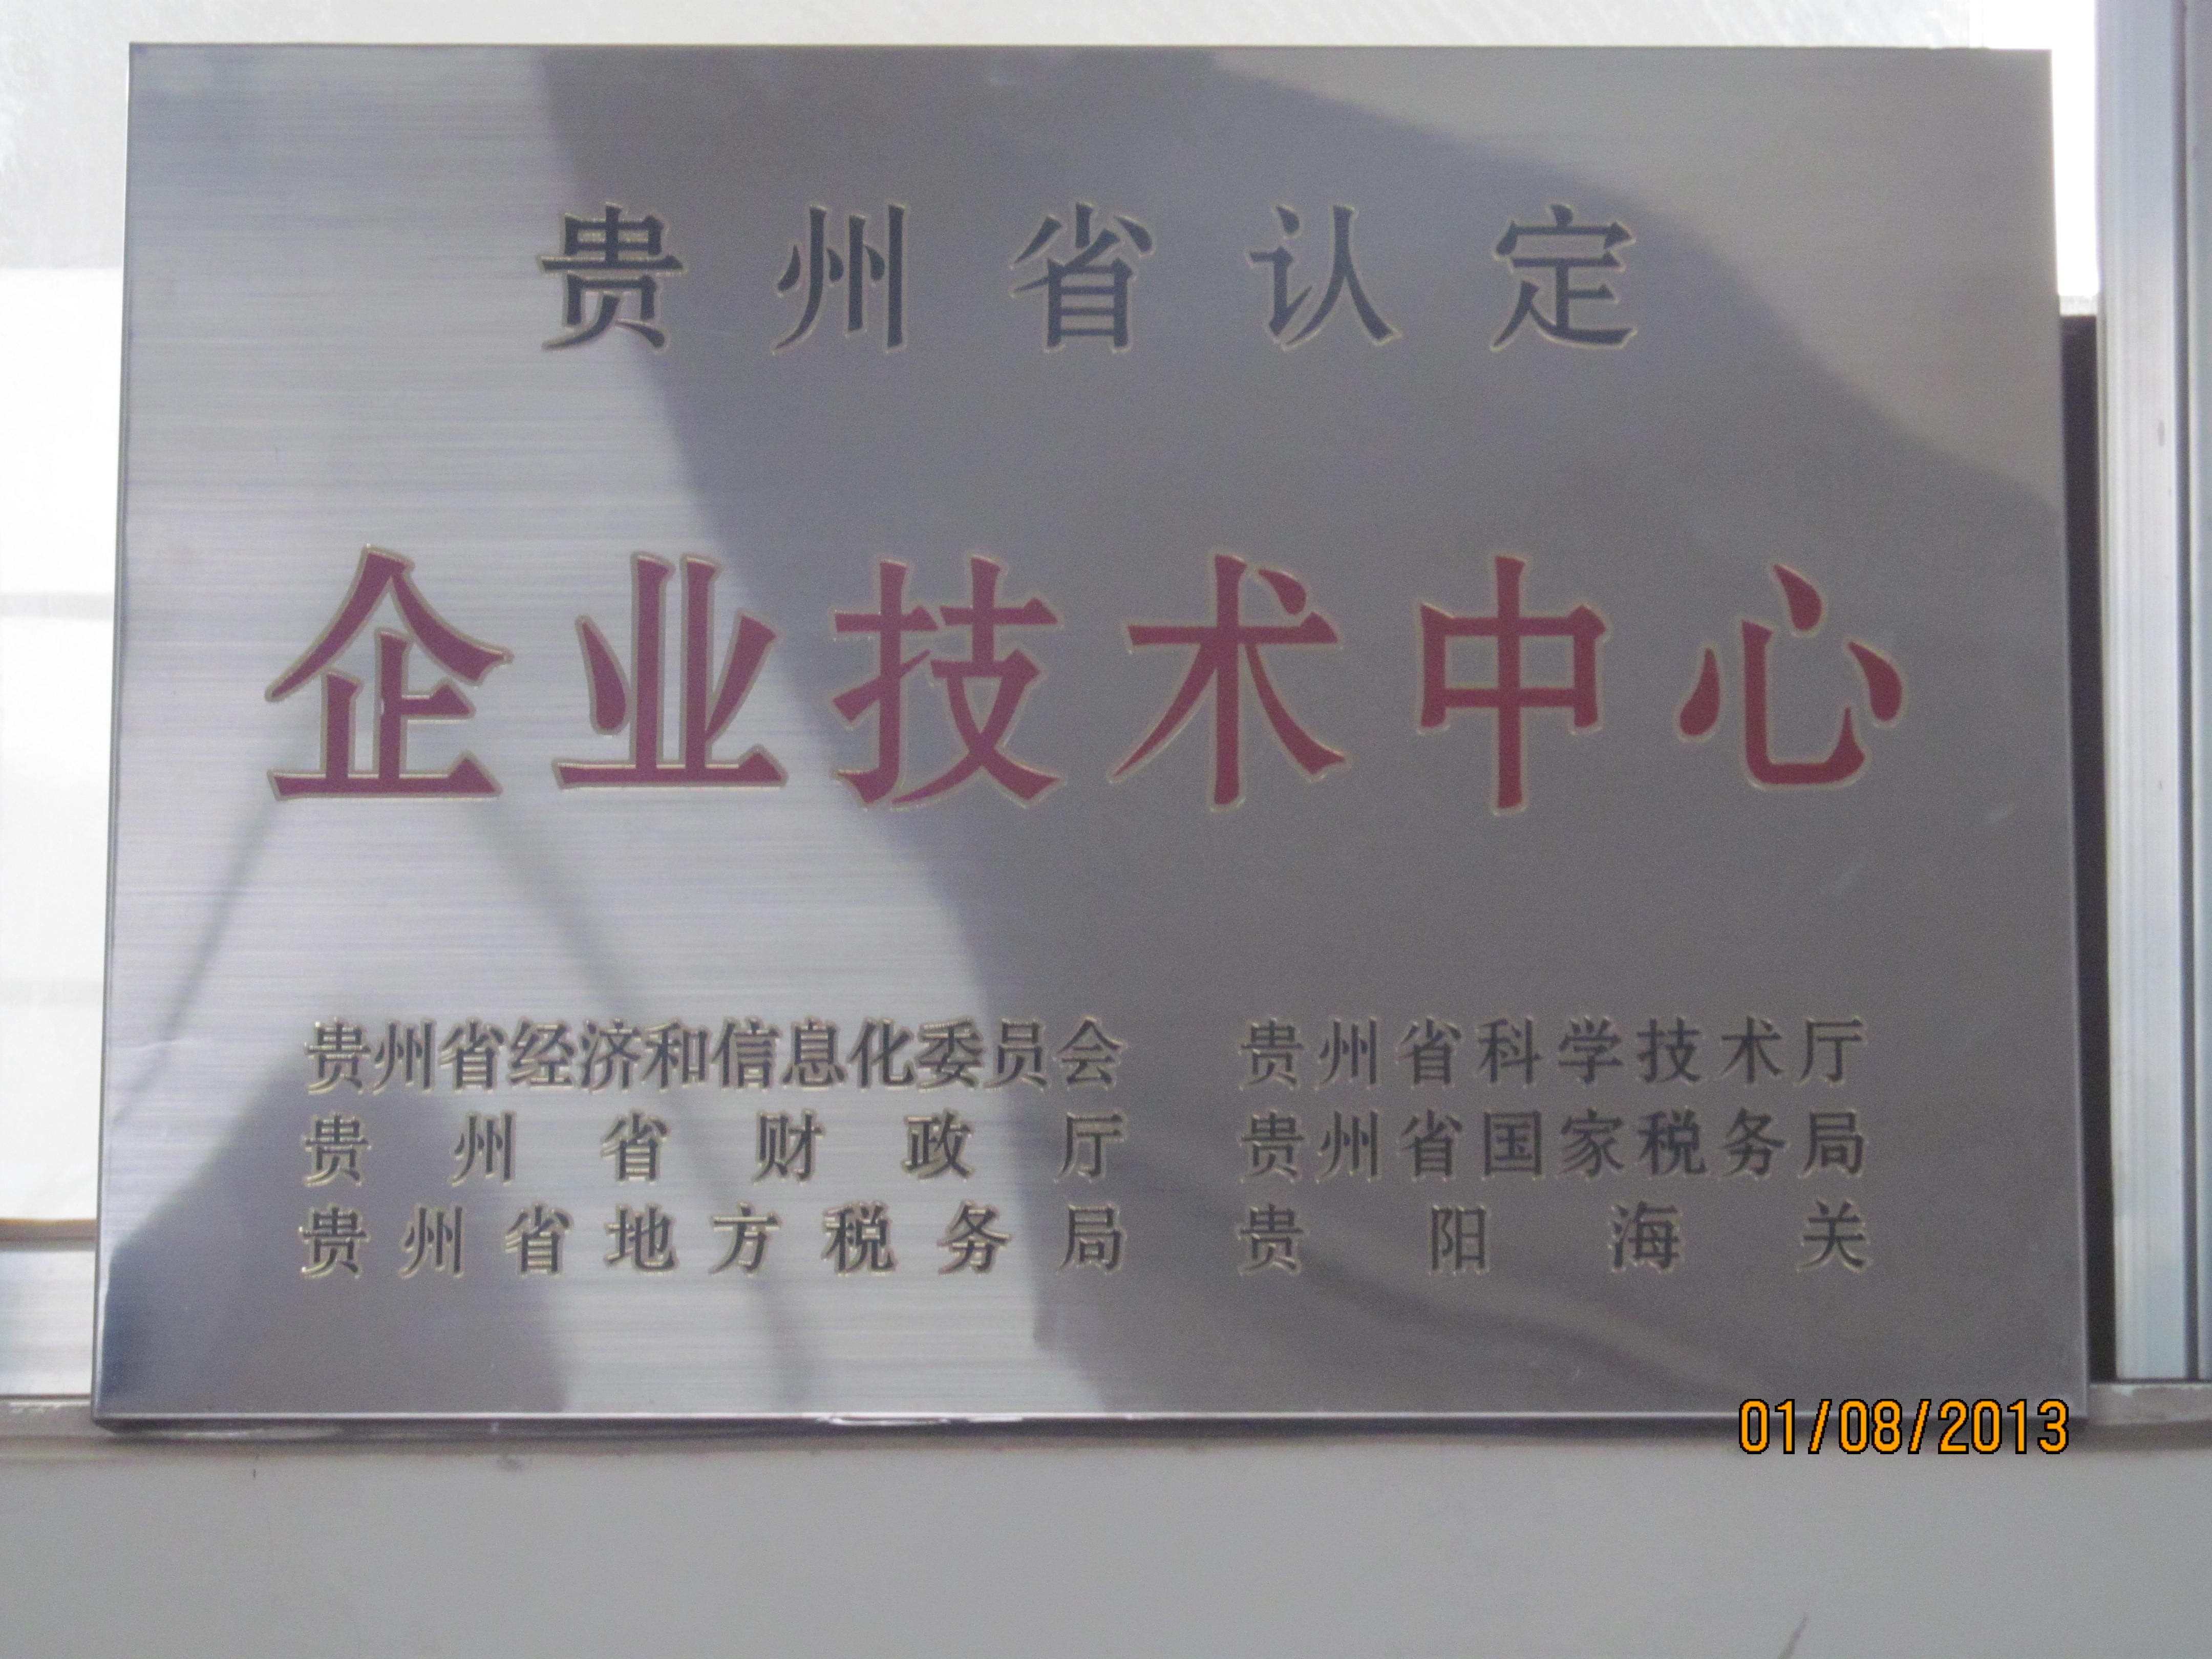 贵州省认定
企业技术中心
贵州省经济和信息化委员会 贵州省科学技术厅
贵州省财政厅 贵州省国家税务局
贵州省地方税务局 贵阳海关
01/08/2013